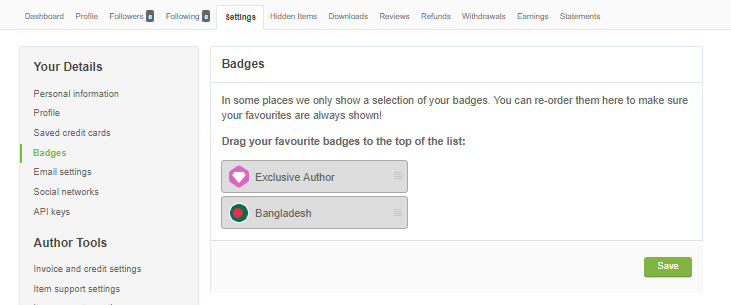 Dashboard Profile Followers 0 Following 0 Settings Hidden Items Downloads Reviews Refunds Withdrawals Earnings Statements
Your Details
Personal information
Profile
Saved credit cards
Badges
Email settings
Social networks
API keys
Author Tools
Invoice and credit settings
Item support settings
Badges
In some places we only show a selection of your badges. You can re-order them here to make sure
your favourites are always shown!
Drag your favourite badges to the top of the list:
Exclusive Author
Bangladesh
Save